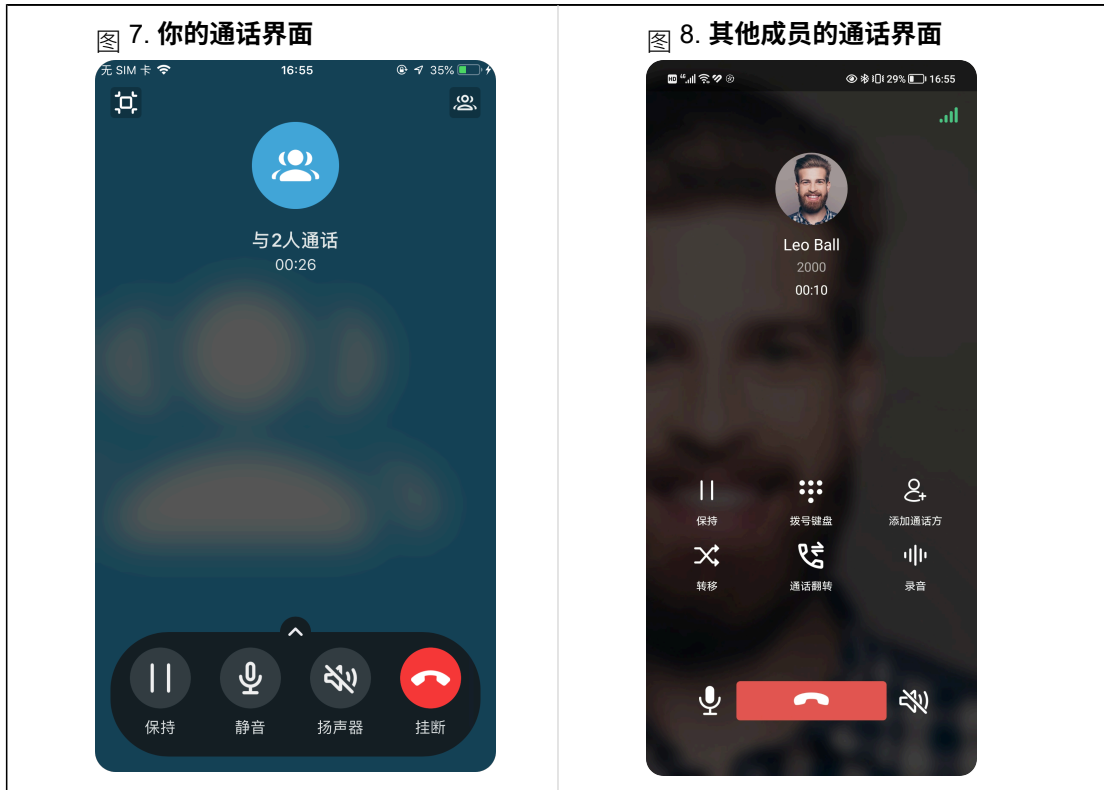 图 7. 你的通话界面
无 SIM 卡 16:55 35%
与2人通话
00:26
保持 静音 扬声器 挂断
图 8. 其他成员的通话界面
HD 29% 16:55
Leo Ball
2000
00:10
保持 拨号键盘 添加通话方
转移 通话翻转 录音